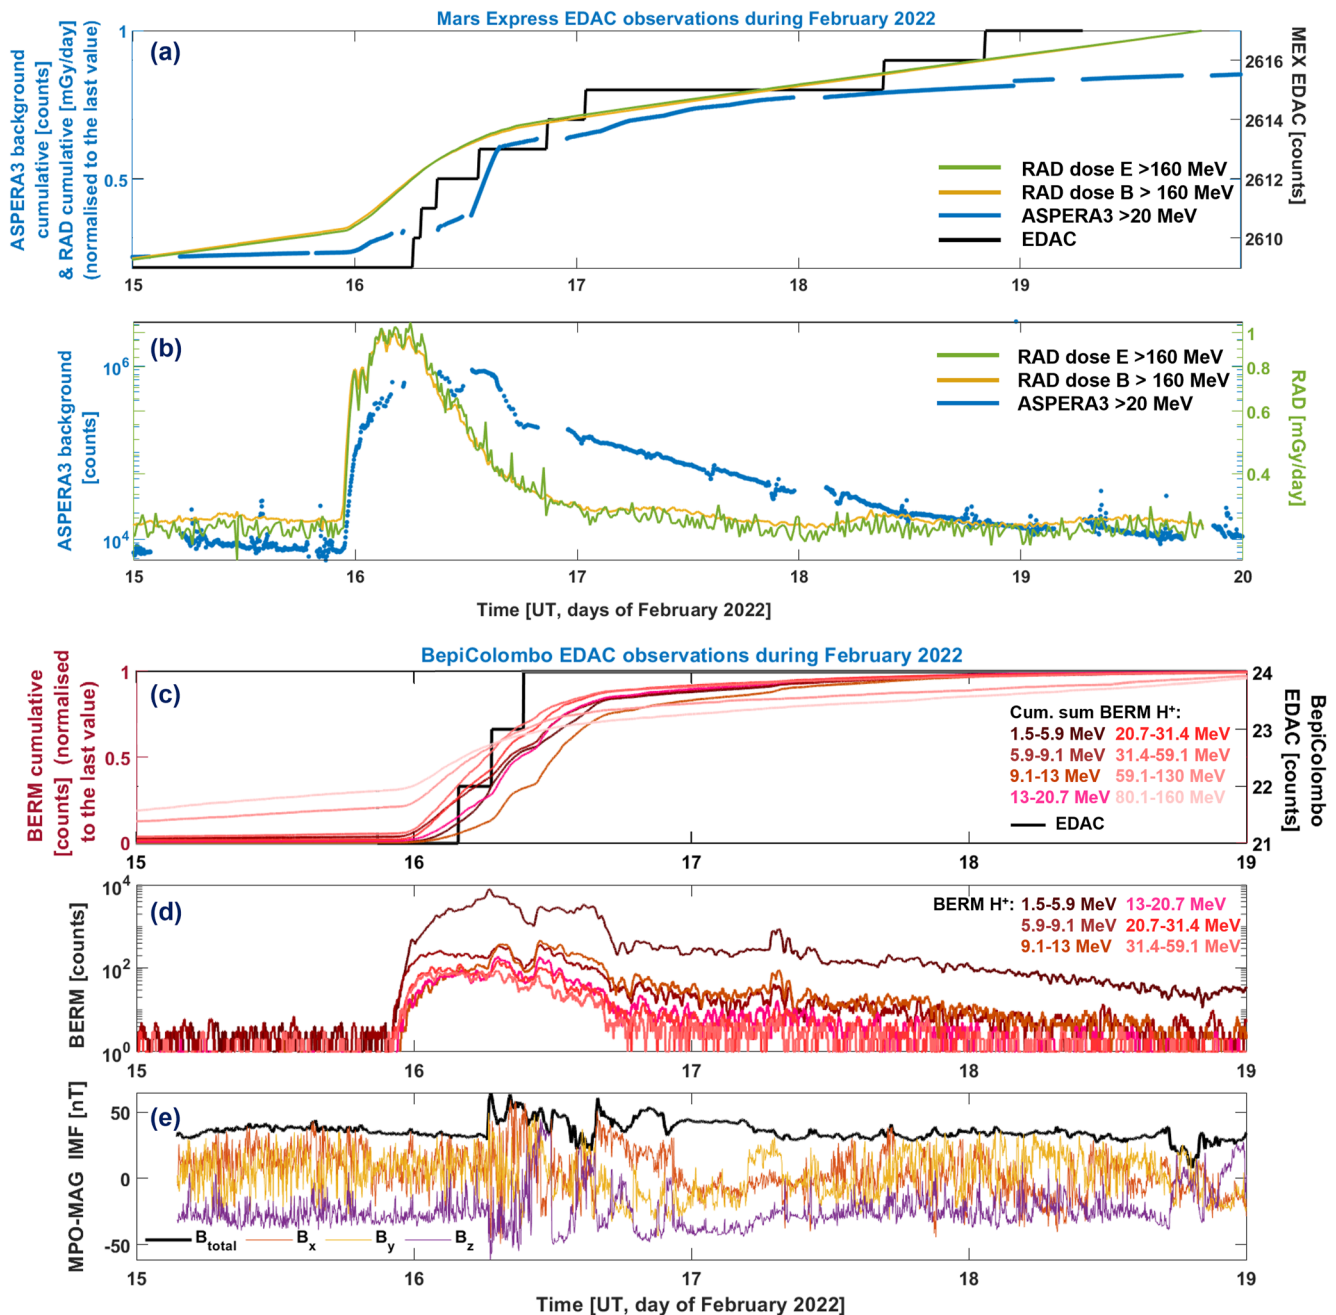 Mars Express EDAC observations during February 2022
(a)
ASPERA3 background
cumulative [counts]
& RAD cumulative [mGy/day]
(normalised to the last value)
1
0.5
MEX EDAC [counts]
2616
2614
2612
2610
RAD dose E >160 MeV
RAD dose B > 160 MeV
ASPERA3 >20 MeV
EDAC
15 16 17 18 19
(b)
ASPERA3 background
[counts]
10^6
10^4
RAD dose E >160 MeV
RAD dose B > 160 MeV
ASPERA3 >20 MeV
1
0.8
0.6
0.4
RAD [mGy/day]
15 16 17 18 19 20
Time [UT, days of February 2022]
BepiColombo EDAC observations during February 2022
(c)
BERM cumulative
[counts] (normalised
to the last value)
1
0.5
0
Cum. sum BERM H⁺:
1.5-5.9 MeV 20.7-31.4 MeV
5.9-9.1 MeV 31.4-59.1 MeV
9.1-13 MeV 59.1-130 MeV
13-20.7 MeV 80.1-160 MeV
EDAC
24
23
22
21
BepiColombo
EDAC [counts]
15 16 17 18 19
(d)
BERM [counts]
10^4
10^2
10^0
BERM H⁺: 1.5-5.9 MeV 13-20.7 MeV
5.9-9.1 MeV 20.7-31.4 MeV
9.1-13 MeV 31.4-59.1 MeV
15 16 17 18 19
(e)
MPO-MAG IMF [nT]
50
0
-50
B_total B_x B_y B_z
15 16 17 18 19
Time [UT, day of February 2022]